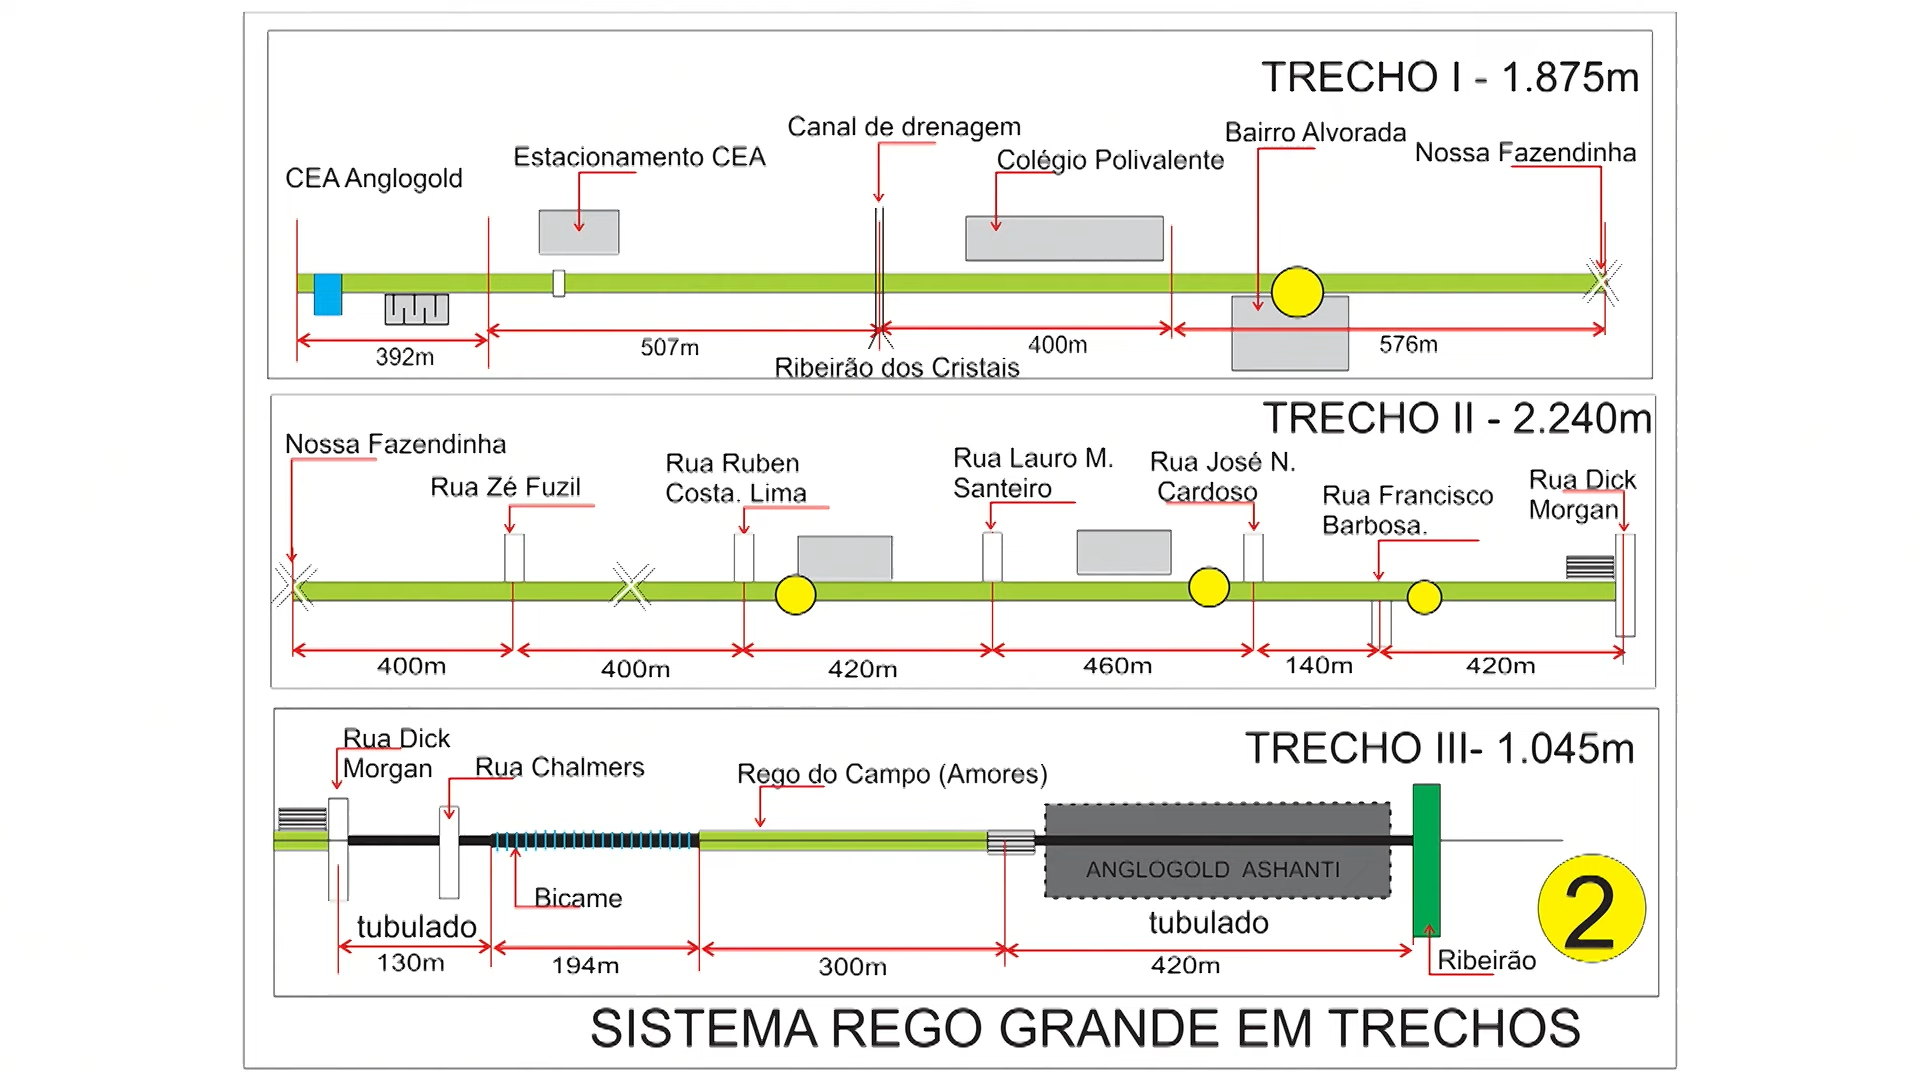 TRECHO I - 1.875m
Canal de drenagem
Bairro Alvorada
Estacionamento CEA
Colégio Polivalente
Nossa Fazendinha
CEA Anglogold
392m
507m
400m
576m
Ribeirão dos Cristais
TRECHO II - 2.240m
Nossa Fazendinha
Rua Zé Fuzil
Rua Ruben
Costa. Lima
Rua Lauro M.
Santeiro
Rua José N.
Cardoso
Rua Francisco
Barbosa.
Rua Dick
Morgan
400m
400m
420m
460m
140m
420m
TRECHO III- 1.045m
Rua Dick
Morgan
Rua Chalmers
Rego do Campo (Amores)
ANGLOGOLD ASHANTI
Bicame
tubulado
tubulado
130m
194m
300m
420m
Ribeirão
2
SISTEMA REGO GRANDE EM TRECHOS